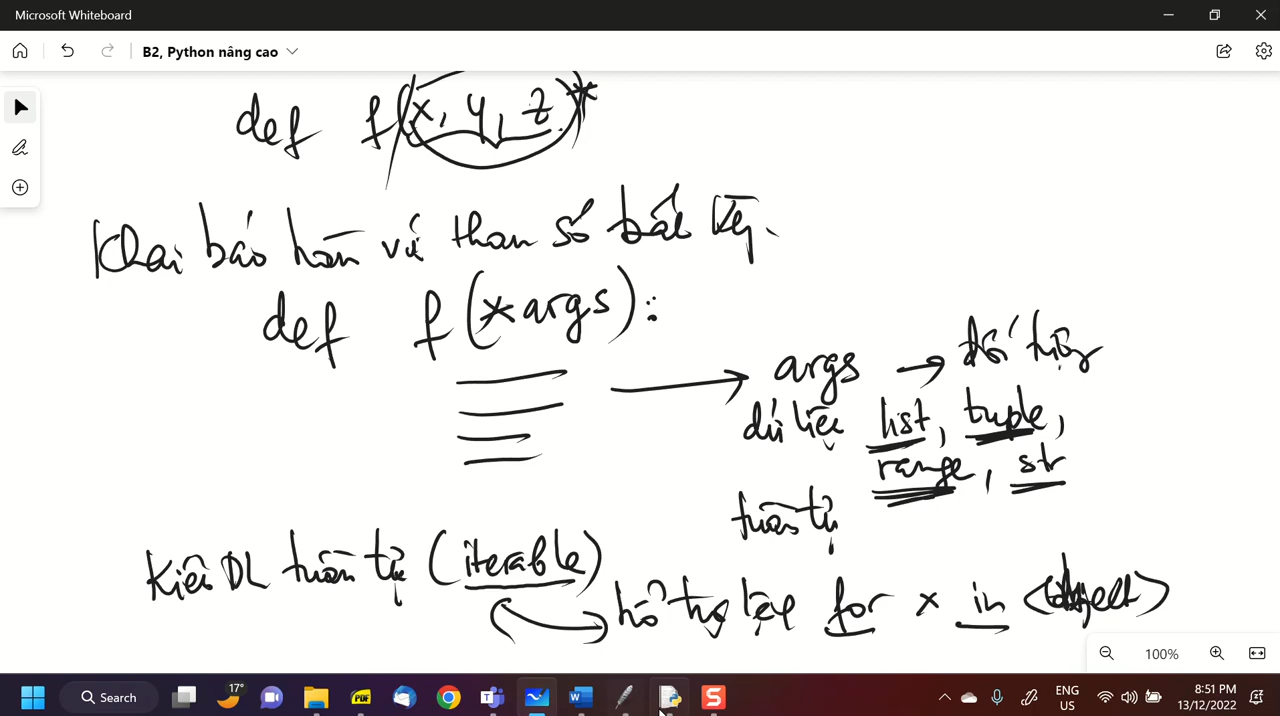 Microsoft Whiteboard
B2, Python nâng cao
def f(x, y, z)*
Khai báo hàm với tham số bất kỳ.
def f(*args):
args → đối tượng
dữ liệu list, tuple,
range, str
tuần tự
Kiểu DL tuần tự (iterable)
hỗ trợ lặp for x in <object>
100%
Search
17°
PDF
ENG
US
8:51 PM
13/12/2022